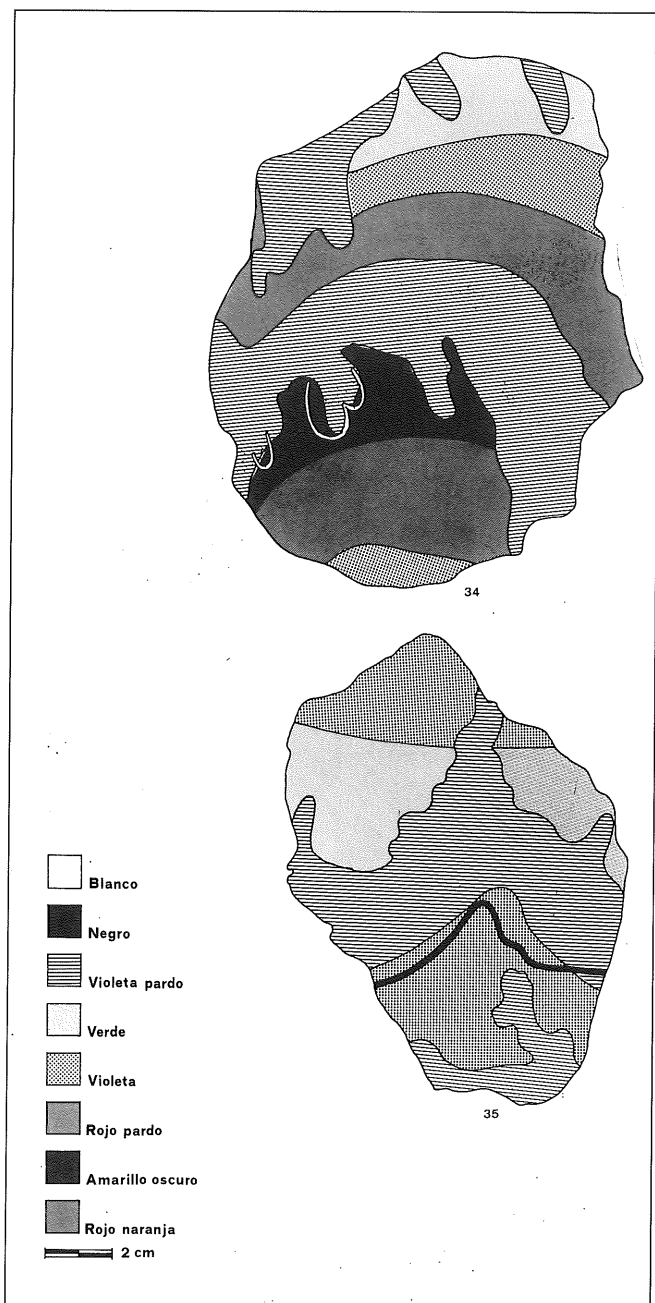 34
35
Blanco
Negro
Violeta pardo
Verde
Violeta
Rojo pardo
Amarillo oscuro
Rojo naranja
2 cm